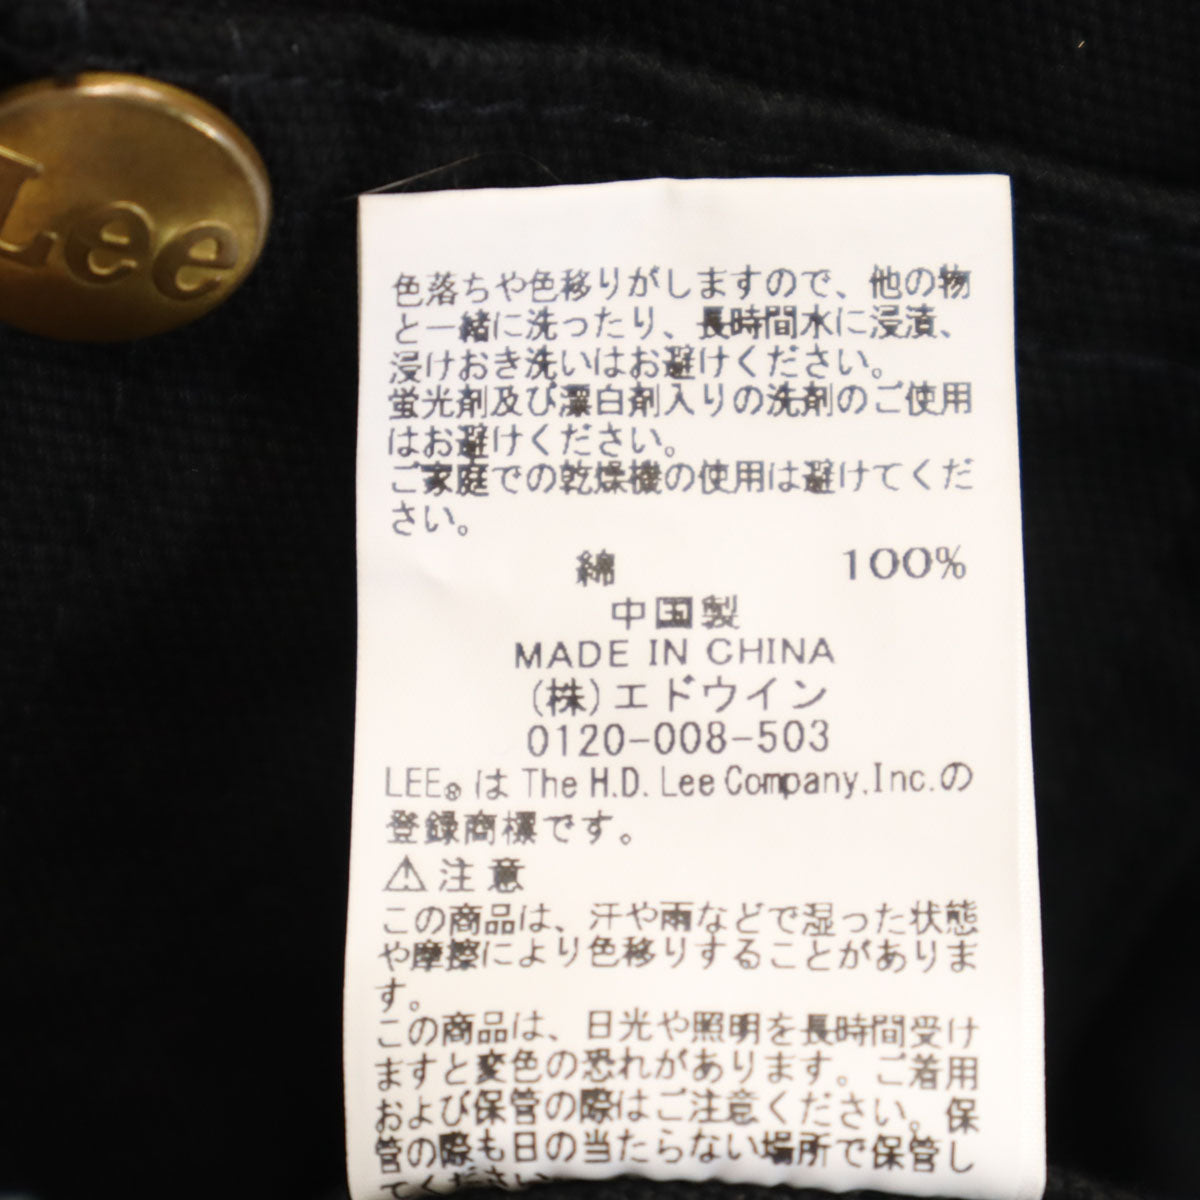 Lee
色落ちや色移りがしますので、他の物
と一緒に洗ったり、長時間水に浸漬、
浸けおき洗いはお避けください。
蛍光剤及び漂白剤入りの洗剤のご使用
はお避けください。
ご家庭での乾燥機の使用は避けてくだ
さい。
綿 100%
中国製
MADE IN CHINA
(株)エドウイン
0120-008-503
LEE®は The H.D. Lee Company,Inc.の
登録商標です。
⚠注意
この商品は、汗や雨などで湿った状態
や摩擦により色移りすることがありま
す。
この商品は、日光や照明を長時間受け
ますと変色の恐れがあります。ご着用
および保管の際はご注意ください。保
管の際も日の当たらない場所で保管し
てください